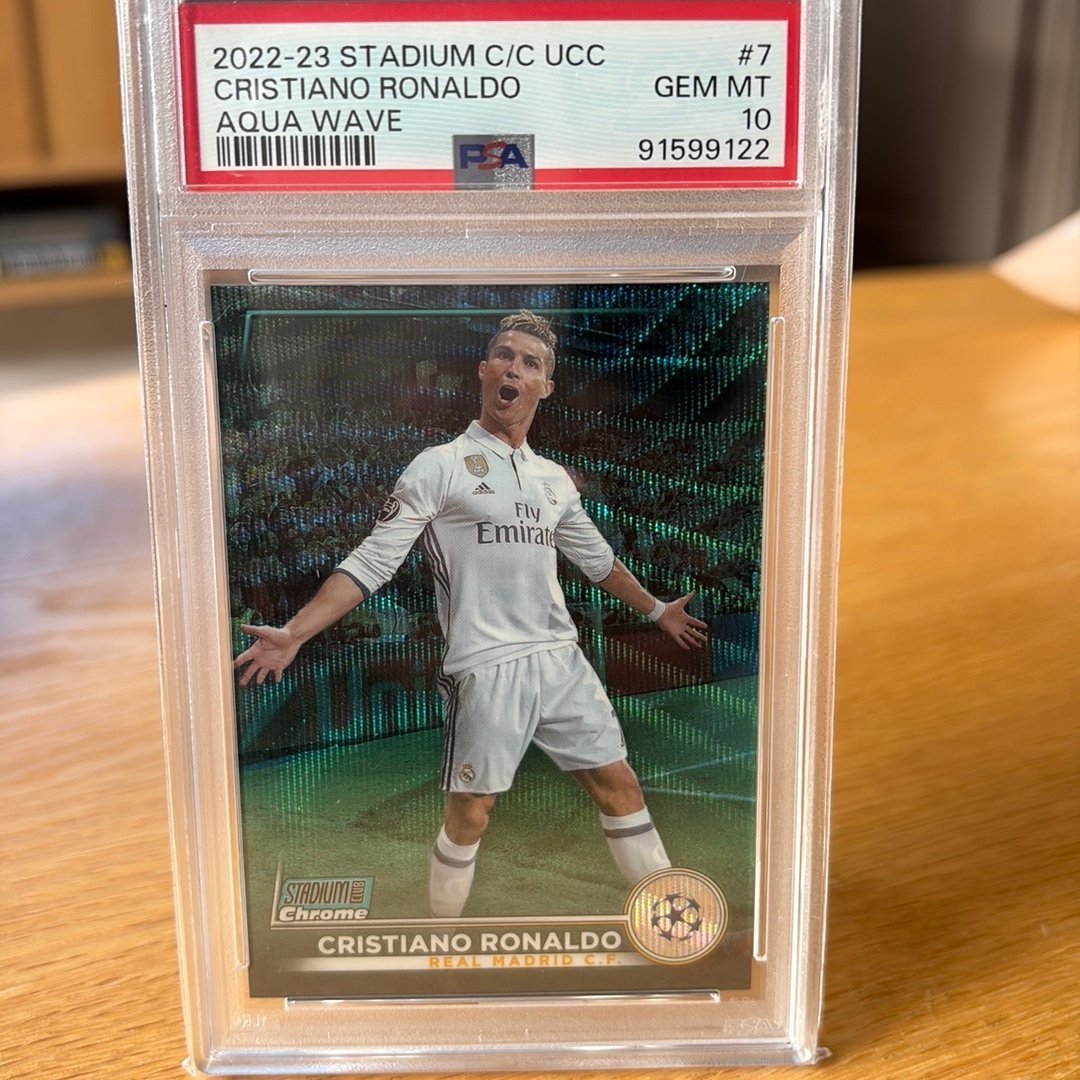 2022-23 STADIUM C/C UCC #7
CRISTIANO RONALDO GEM MT
AQUA WAVE 10
PSA 91599122
adidas
Fly
Emirate
STADIUM CLUB
Chrome
CRISTIANO RONALDO
REAL MADRID C.F.